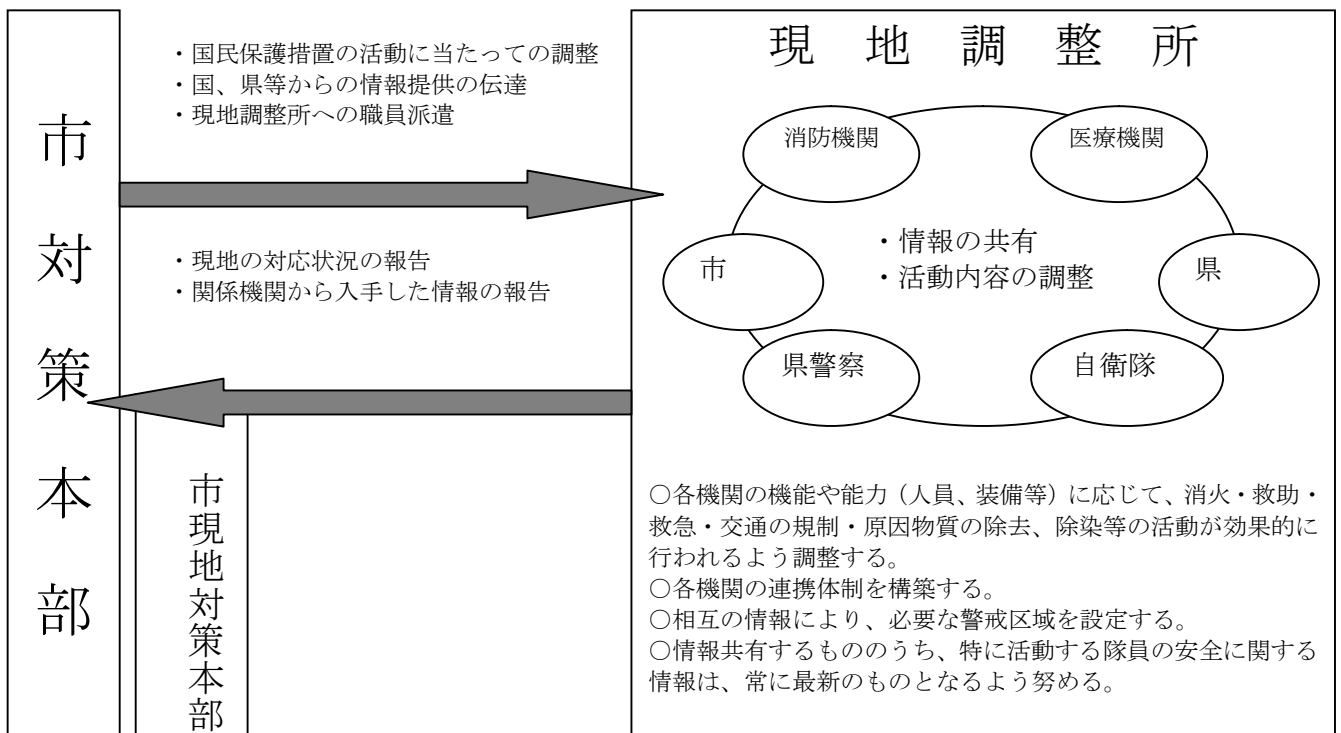 市対策本部
・国民保護措置の活動に当たっての調整
・国、県等からの情報提供の伝達
・現地調整所への職員派遣
・現地の対応状況の報告
・関係機関から入手した情報の報告
市現地対策本部
現地調整所
消防機関
医療機関
市
・情報の共有
・活動内容の調整
県
県警察
自衛隊
○各機関の機能や能力（人員、装備等）に応じて、消火・救助・
救急・交通の規制・原因物質の除去、除染等の活動が効果的に
行われるよう調整する。
○各機関の連携体制を構築する。
○相互の情報により、必要な警戒区域を設定する。
○情報共有するもののうち、特に活動する隊員の安全に関する
情報は、常に最新のものとなるよう努める。